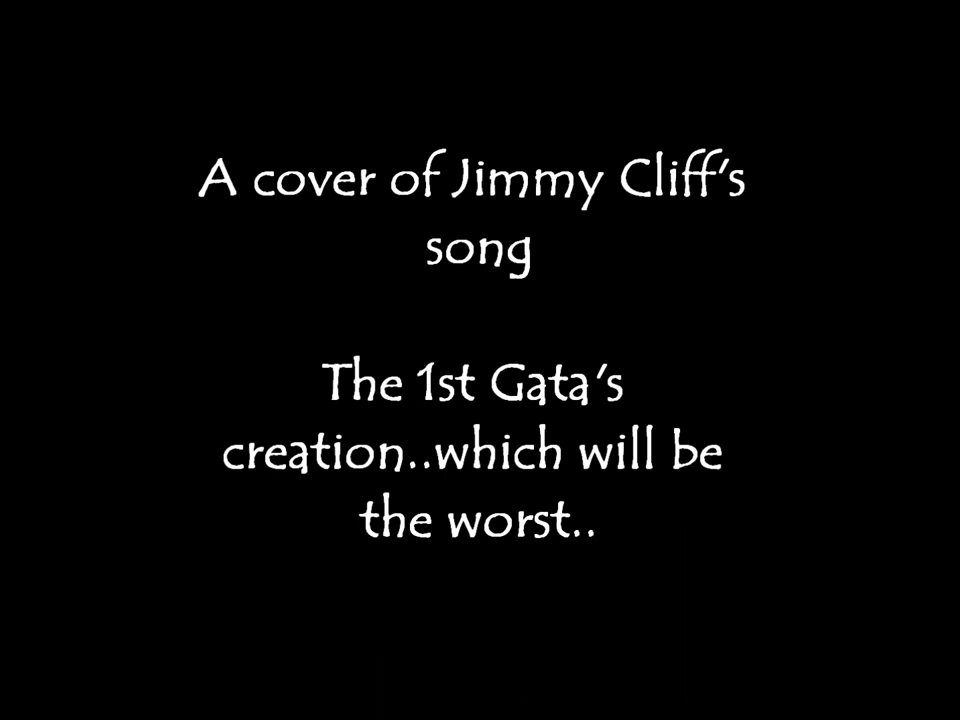 A cover of Jimmy Cliff's
song
The 1st Gata's
creation..which will be
the worst..